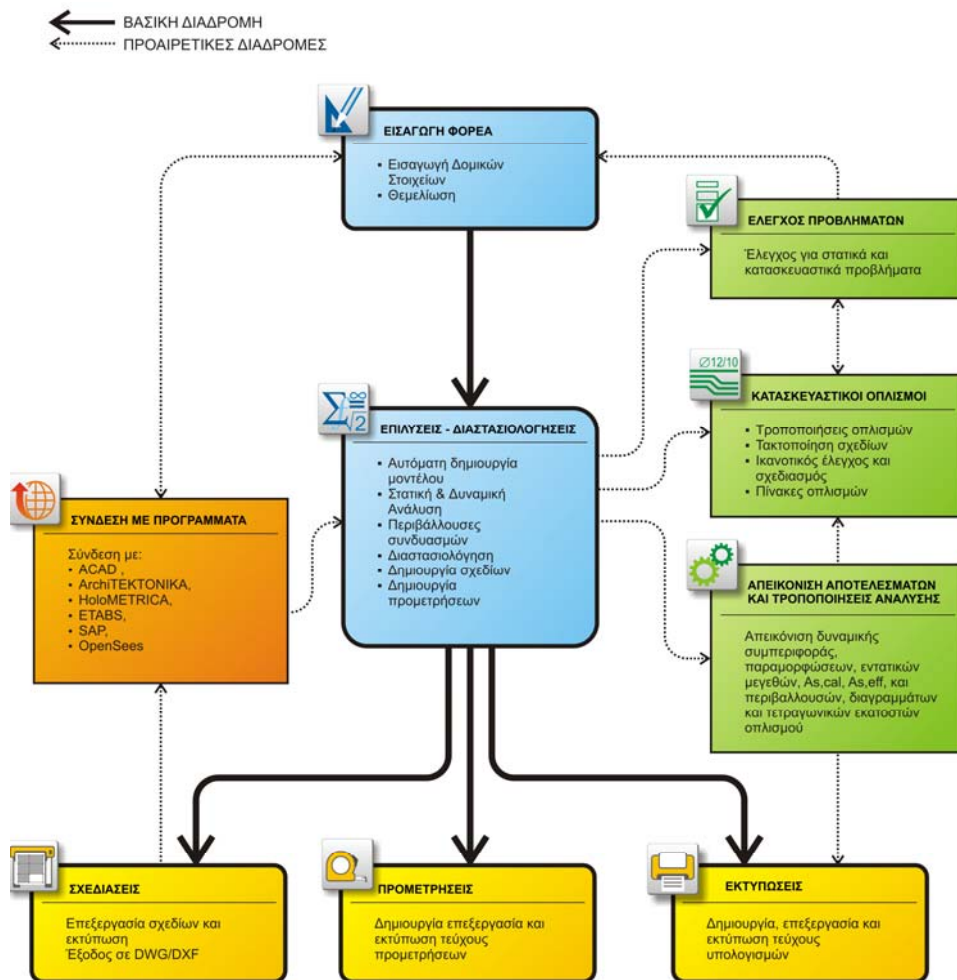 ΒΑΣΙΚΗ ΔΙΑΔΡΟΜΗ
ΠΡΟΑΙΡΕΤΙΚΕΣ ΔΙΑΔΡΟΜΕΣ
ΕΙΣΑΓΩΓΗ ΦΟΡΕΑ
• Εισαγωγή Δομικών
Στοιχείων
• Θεμελίωση
ΕΛΕΓΧΟΣ ΠΡΟΒΛΗΜΑΤΩΝ
Έλεγχος για στατικά και
κατασκευαστικά προβλήματα
∅12/10
ΚΑΤΑΣΚΕΥΑΣΤΙΚΟΙ ΟΠΛΙΣΜΟΙ
• Τροποποιήσεις οπλισμών
• Τακτοποίηση σχεδίων
• Ικανοτικός έλεγχος και
σχεδιασμός
• Πίνακες οπλισμών
Σ ∞ √2
ΕΠΙΛΥΣΕΙΣ - ΔΙΑΣΤΑΣΙΟΛΟΓΗΣΕΙΣ
• Αυτόματη δημιουργία
μοντέλου
• Στατική & Δυναμική
Ανάλυση
• Περιβάλλουσες
συνδυασμών
• Διαστασιολόγηση
• Δημιουργία σχεδίων
• Δημιουργία
προμετρήσεων
ΣΥΝΔΕΣΗ ΜΕ ΠΡΟΓΡΑΜΜΑΤΑ
Σύνδεση με:
• ACAD ,
• ArchiTEKTONIKA,
• HoloMETRICA,
• ETABS,
• SAP,
• OpenSees
ΑΠΕΙΚΟΝΙΣΗ ΑΠΟΤΕΛΕΣΜΑΤΩΝ
ΚΑΙ ΤΡΟΠΟΠΟΙΗΣΕΙΣ ΑΝΑΛΥΣΗΣ
Απεικόνιση δυναμικής
συμπεριφοράς,
παραμορφώσεων, εντατικών
μεγεθών, As,cal, As,eff, και
περιβαλλουσών, διαγραμμάτων
και τετραγωνικών εκατοστών
οπλισμού
ΣΧΕΔΙΑΣΕΙΣ
Επεξεργασία σχεδίων και
εκτύπωση
Έξοδος σε DWG/DXF
ΠΡΟΜΕΤΡΗΣΕΙΣ
Δημιουργία επεξεργασία και
εκτύπωση τεύχους
προμετρήσεων
ΕΚΤΥΠΩΣΕΙΣ
Δημιουργία, επεξεργασία και
εκτύπωση τεύχους
υπολογισμών